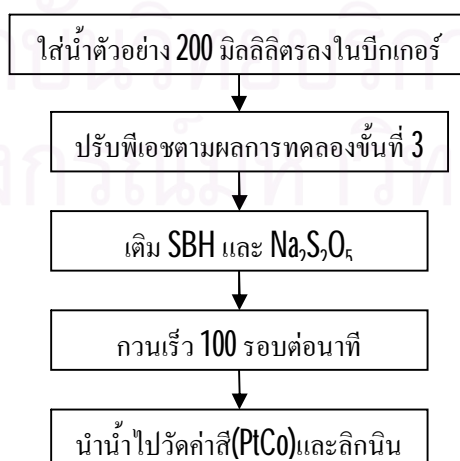 ใส่น้ำตัวอย่าง 200 มิลลิลิตรลงในบีกเกอร์
ปรับพีเอชตามผลการทดลองขั้นที่ 3
เติม SBH และ Na₂S₂O₅
กวนเร็ว 100 รอบต่อนาที
นำน้ำไปวัดค่าสี(PtCo)และลิกนิน